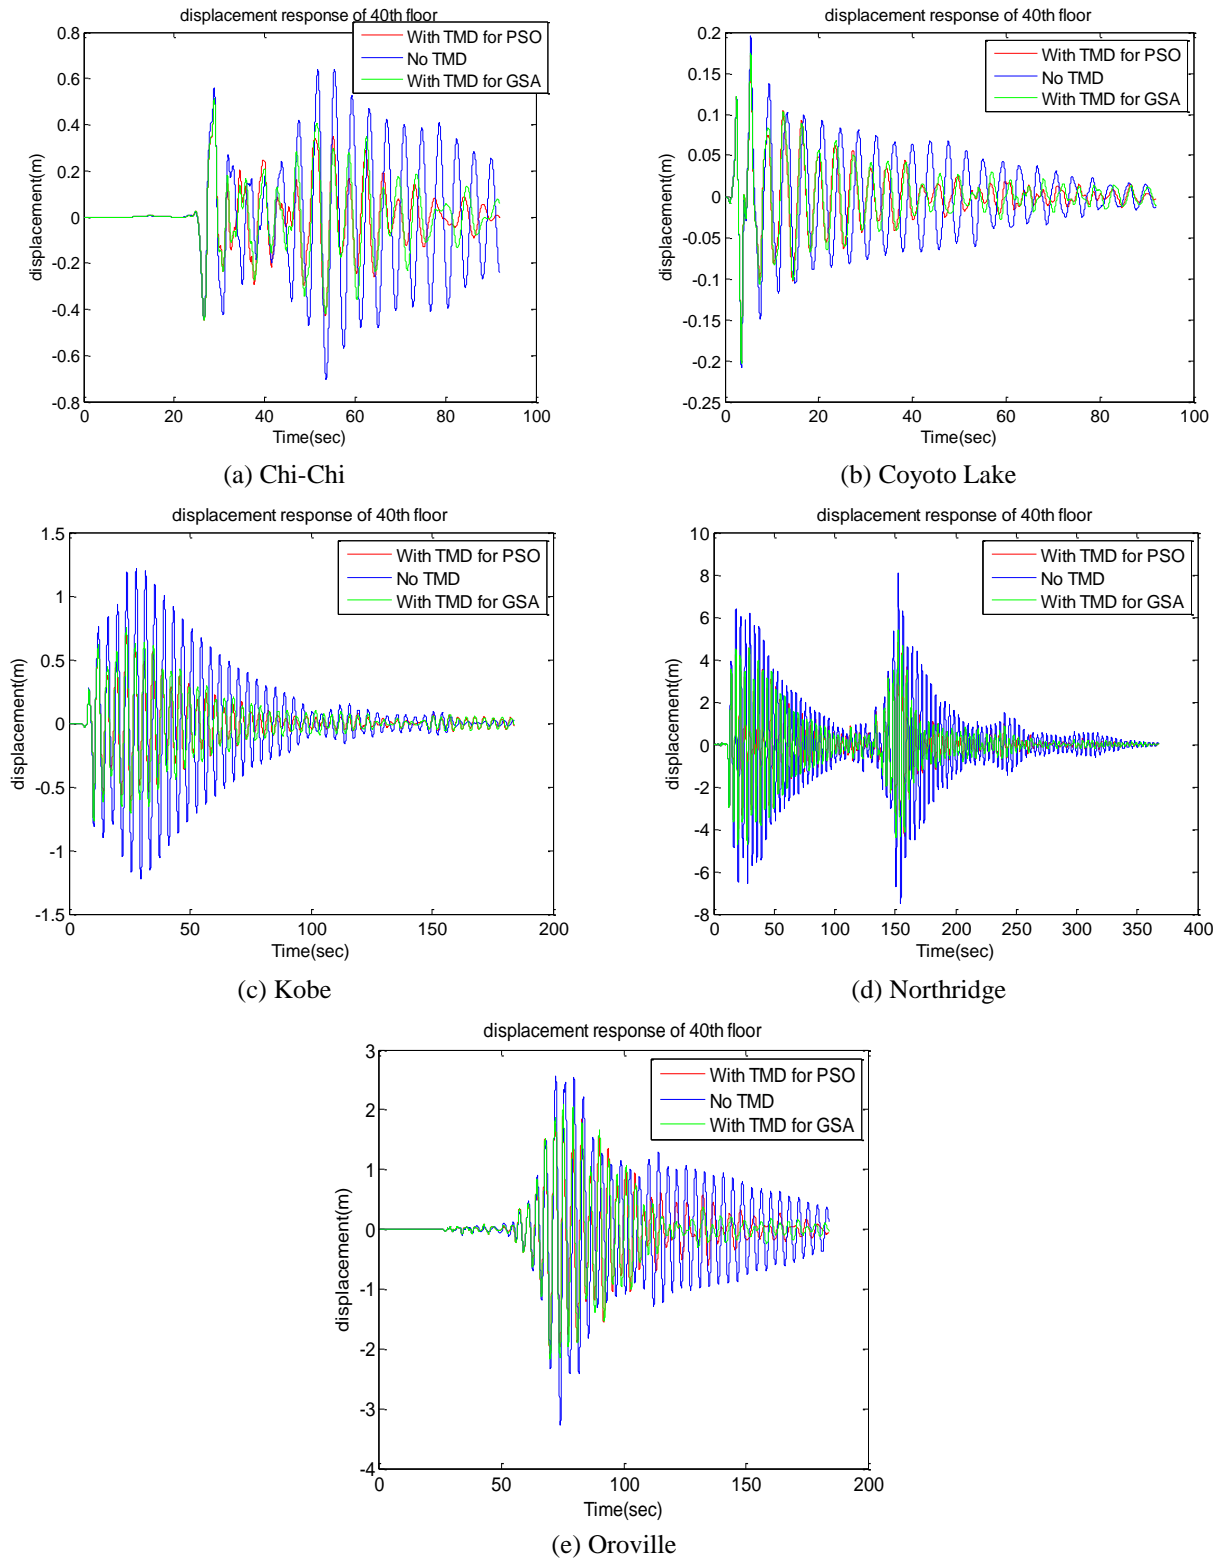 displacement response of 40th floor
With TMD for PSO
No TMD
With TMD for GSA
displacement(m)
0.8
0.6
0.4
0.2
0
-0.2
-0.4
-0.6
-0.8
0 20 40 60 80 100
Time(sec)
(a) Chi-Chi
displacement response of 40th floor
With TMD for PSO
No TMD
With TMD for GSA
displacement(m)
0.2
0.15
0.1
0.05
0
-0.05
-0.1
-0.15
-0.2
-0.25
0 20 40 60 80 100
Time(sec)
(b) Coyoto Lake
displacement response of 40th floor
With TMD for PSO
No TMD
With TMD for GSA
displacement(m)
1.5
1
0.5
0
-0.5
-1
-1.5
0 50 100 150 200
Time(sec)
(c) Kobe
displacement response of 40th floor
With TMD for PSO
No TMD
With TMD for GSA
displacement(m)
10
8
6
4
2
0
-2
-4
-6
-8
0 50 100 150 200 250 300 350 400
Time(sec)
(d) Northridge
displacement response of 40th floor
With TMD for PSO
No TMD
With TMD for GSA
displacement(m)
3
2
1
0
-1
-2
-3
-4
0 50 100 150 200
Time(sec)
(e) Oroville